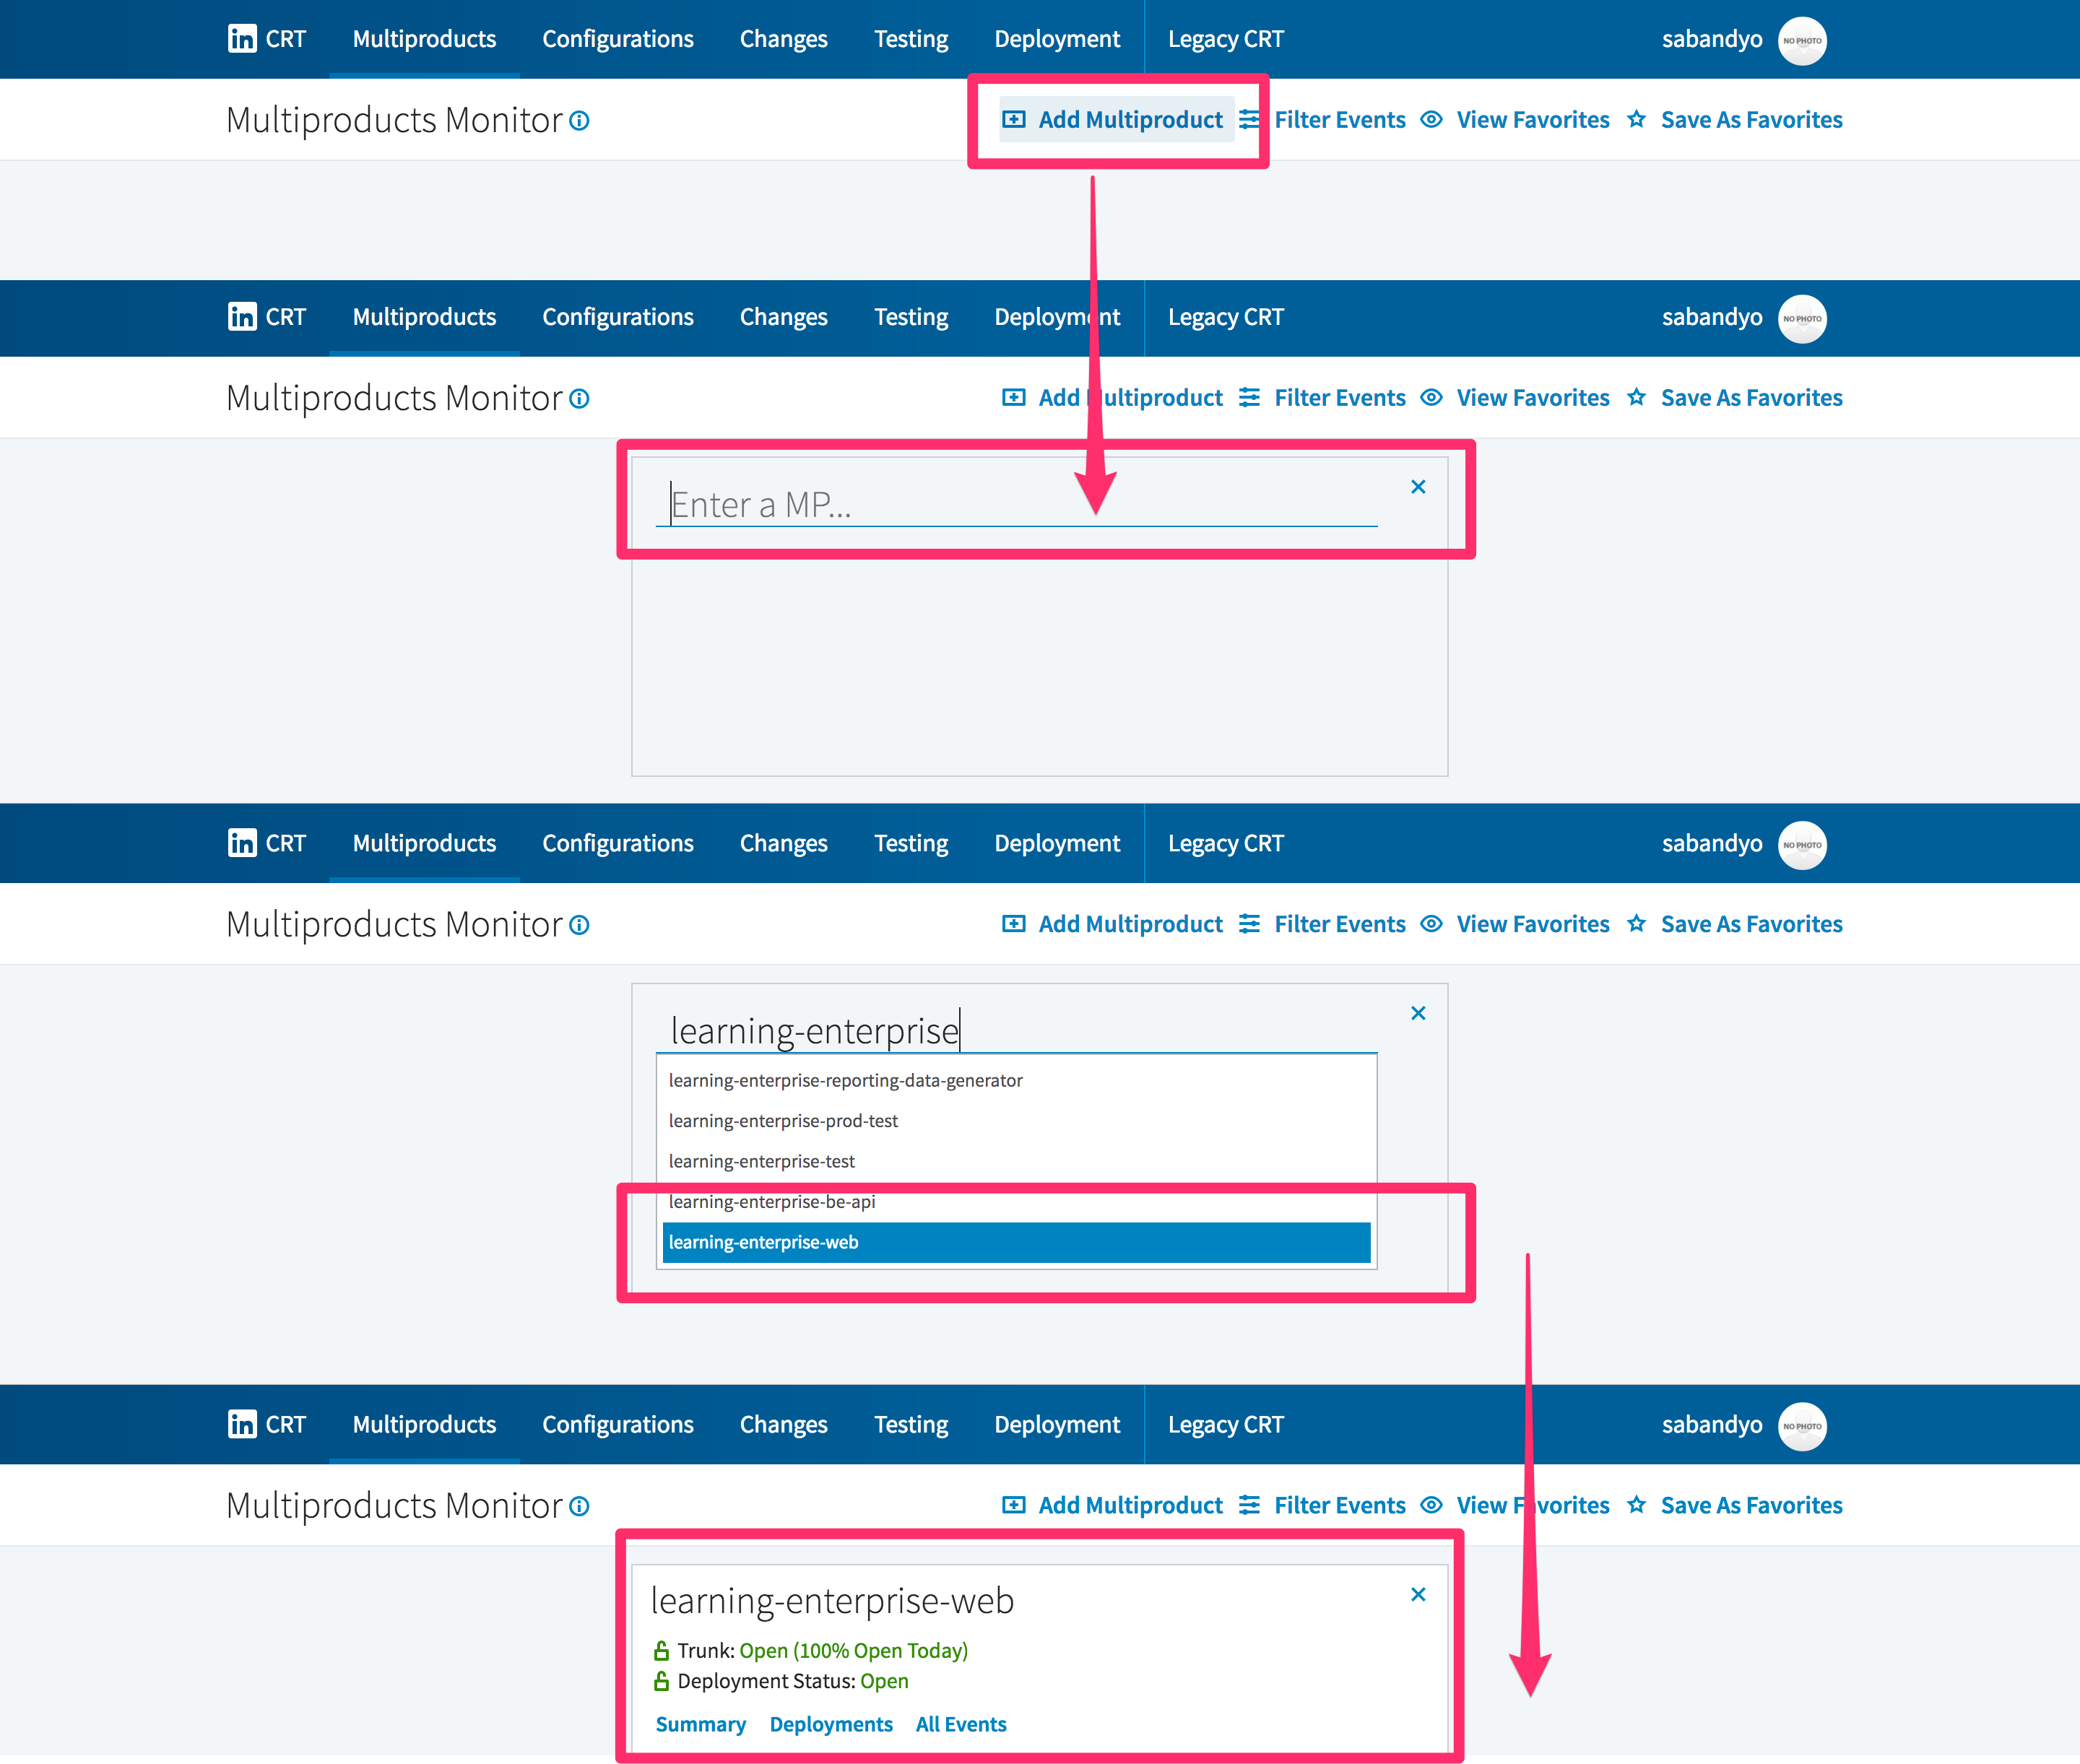 in CRT Multiproducts Configurations Changes Testing Deployment Legacy CRT sabandyo NO PHOTO
Multiproducts Monitor Add Multiproduct Filter Events View Favorites Save As Favorites
in CRT Multiproducts Configurations Changes Testing Deployment Legacy CRT sabandyo NO PHOTO
Multiproducts Monitor Add Multiproduct Filter Events View Favorites Save As Favorites
Enter a MP...
in CRT Multiproducts Configurations Changes Testing Deployment Legacy CRT sabandyo NO PHOTO
Multiproducts Monitor Add Multiproduct Filter Events View Favorites Save As Favorites
learning-enterprise
learning-enterprise-reporting-data-generator
learning-enterprise-prod-test
learning-enterprise-test
learning-enterprise-be-api
learning-enterprise-web
in CRT Multiproducts Configurations Changes Testing Deployment Legacy CRT sabandyo NO PHOTO
Multiproducts Monitor Add Multiproduct Filter Events View Favorites Save As Favorites
learning-enterprise-web
Trunk: Open (100% Open Today)
Deployment Status: Open
Summary Deployments All Events